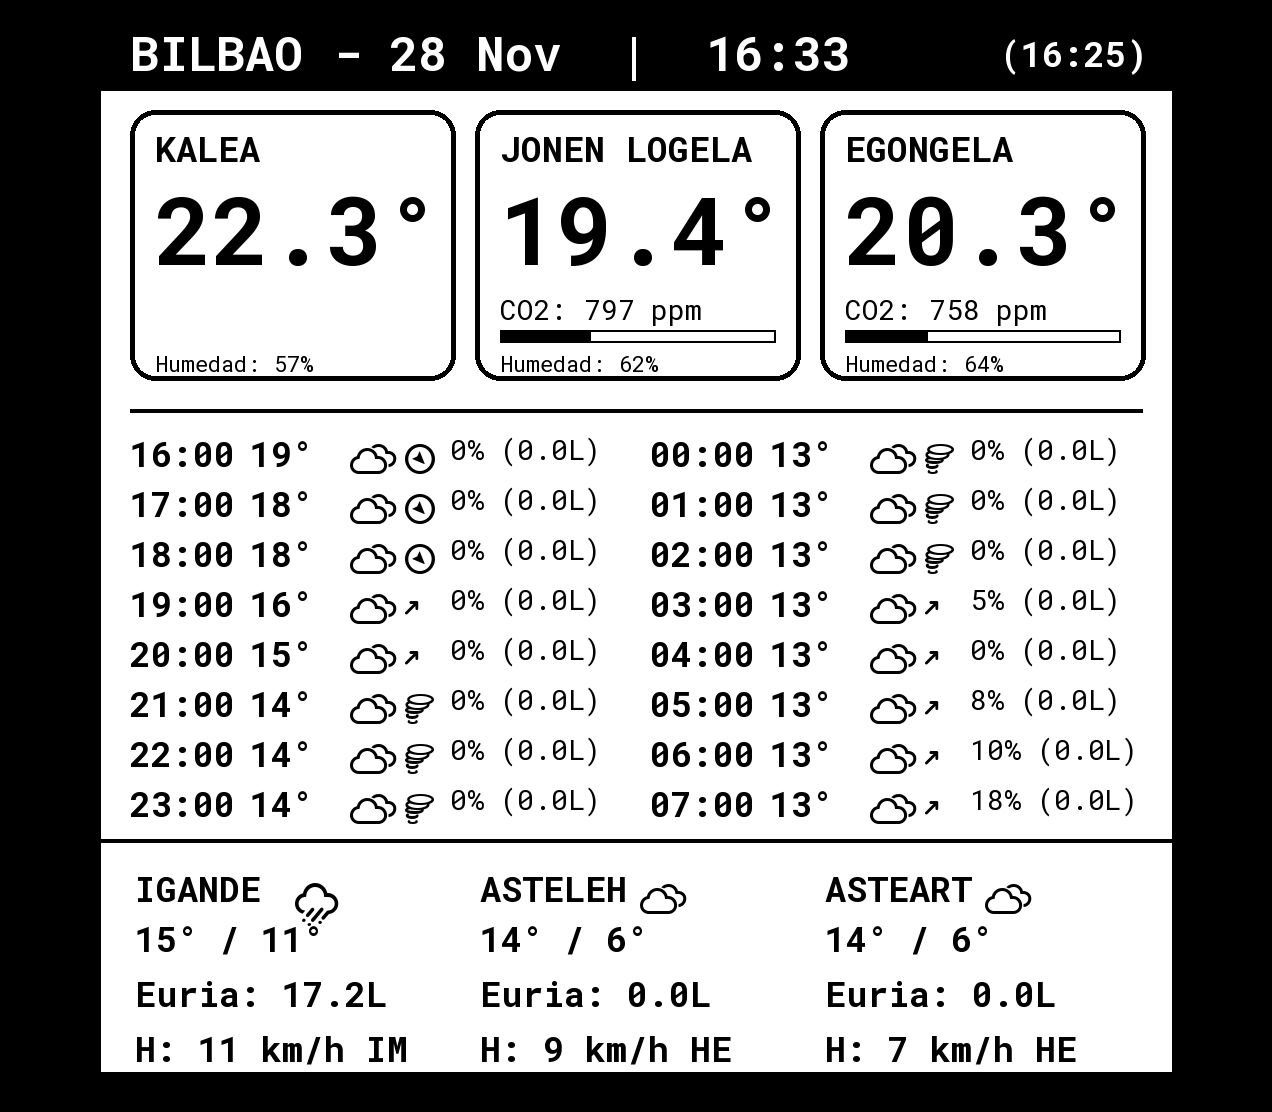 BILBAO - 28 Nov | 16:33 (16:25)
KALEA
22.3°
Humedad: 57%
JONEN LOGELA
19.4°
CO2: 797 ppm
Humedad: 62%
EGONGELA
20.3°
CO2: 758 ppm
Humedad: 64%
16:00 19° 0% (0.0L)
17:00 18° 0% (0.0L)
18:00 18° 0% (0.0L)
19:00 16° 0% (0.0L)
20:00 15° 0% (0.0L)
21:00 14° 0% (0.0L)
22:00 14° 0% (0.0L)
23:00 14° 0% (0.0L)
00:00 13° 0% (0.0L)
01:00 13° 0% (0.0L)
02:00 13° 0% (0.0L)
03:00 13° 5% (0.0L)
04:00 13° 0% (0.0L)
05:00 13° 8% (0.0L)
06:00 13° 10% (0.0L)
07:00 13° 18% (0.0L)
IGANDE
15° / 11°
Euria: 17.2L
H: 11 km/h IM
ASTELEH
14° / 6°
Euria: 0.0L
H: 9 km/h HE
ASTEART
14° / 6°
Euria: 0.0L
H: 7 km/h HE